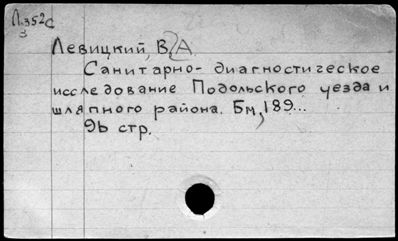 Л.352с
3
Левицкий, В.А.
Санитарно-диагностическое
исследование Подольского уезда и
шляпного района. Бм, 189...
96 стр.